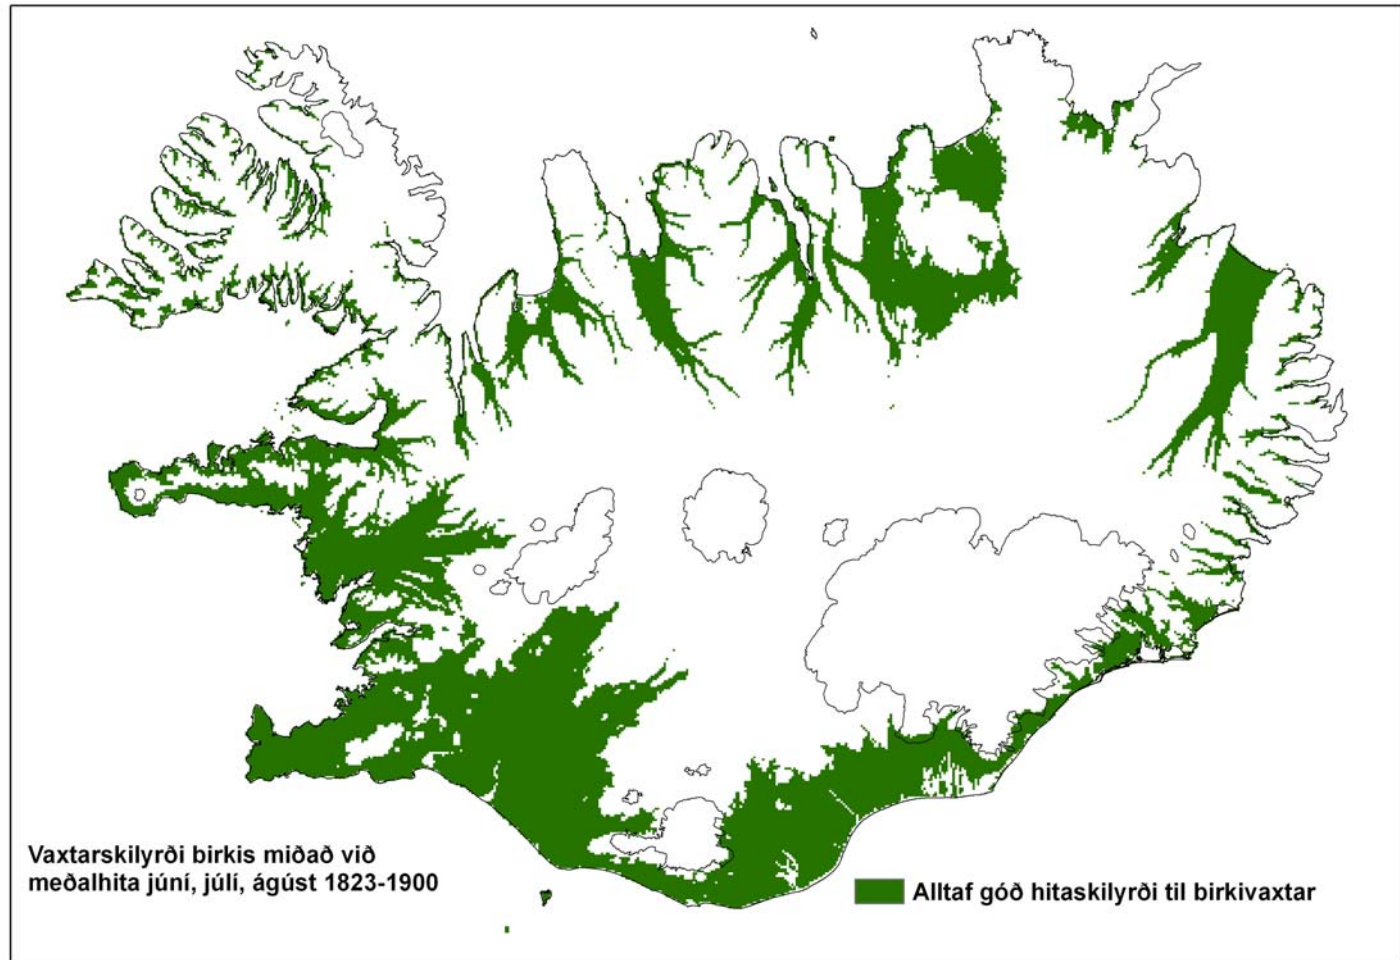 Vaxtarskilyrði birkis miðað við
meðalhita júní, júlí, ágúst 1823-1900
Alltaf góð hitaskilyrði til birkivaxtar